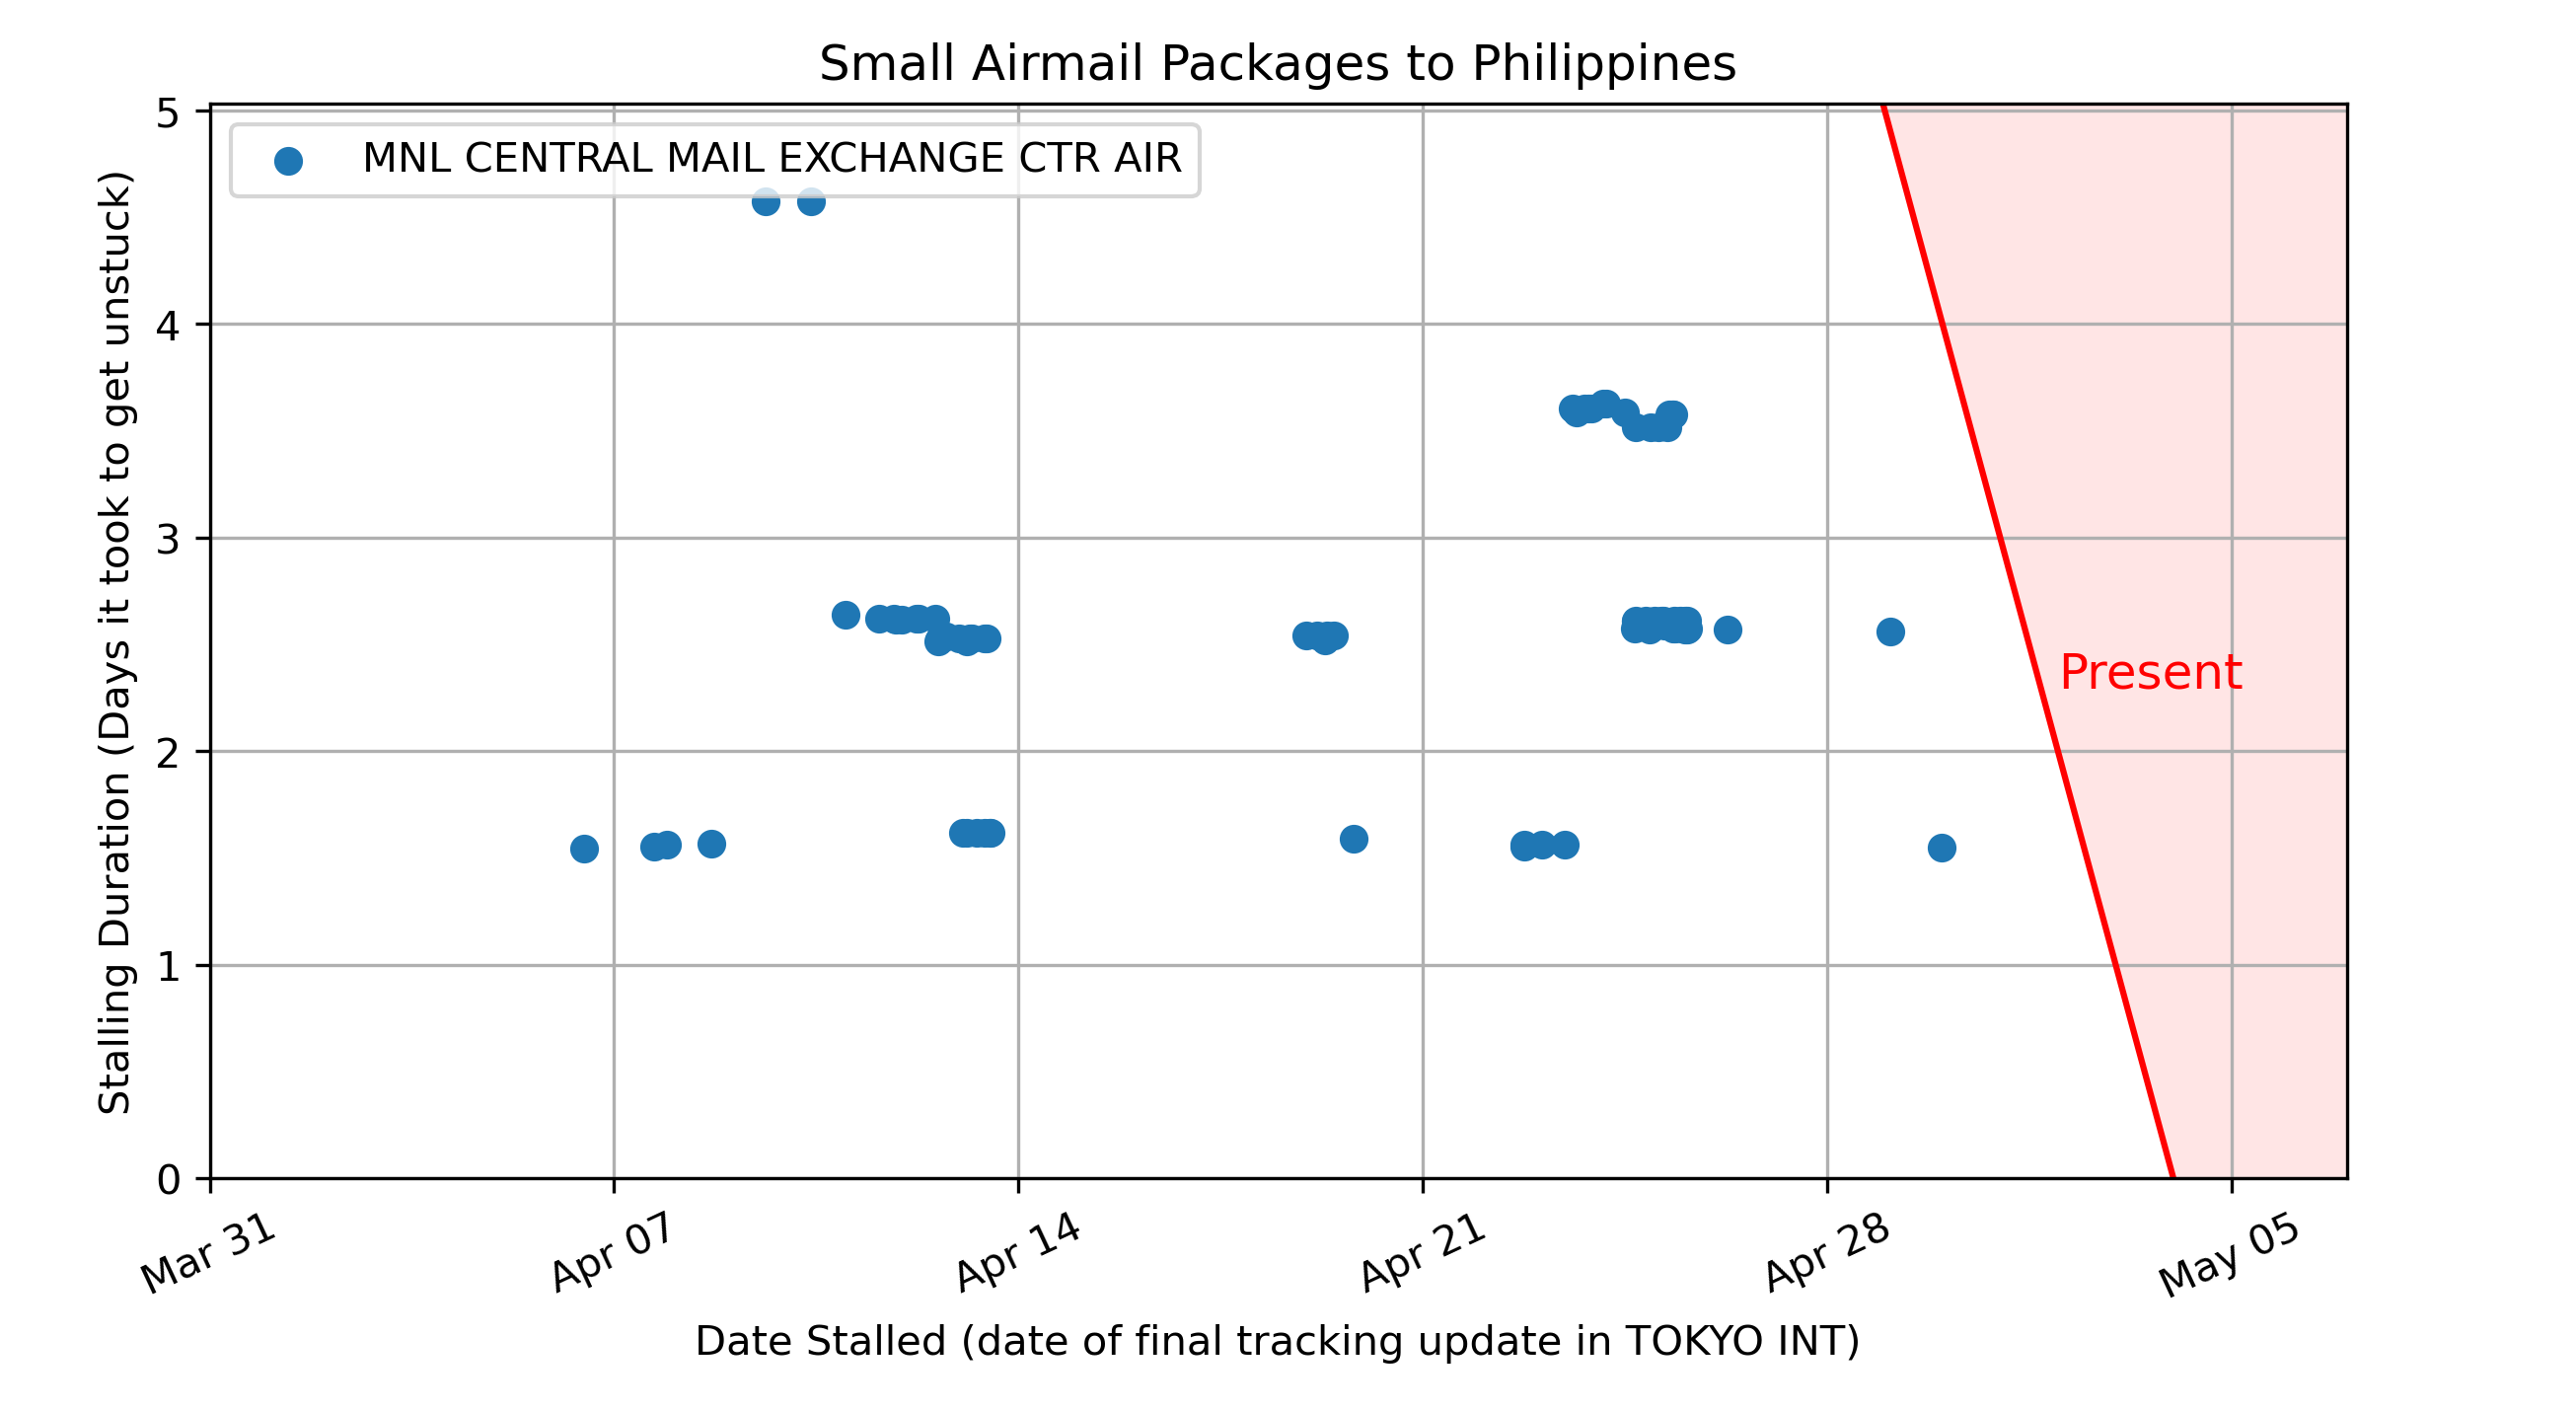 Small Airmail Packages to Philippines
MNL CENTRAL MAIL EXCHANGE CTR AIR
Stalling Duration (Days it took to get unstuck)
5
4
3
2
1
0
Present
Mar 31
Apr 07
Apr 14
Apr 21
Apr 28
May 05
Date Stalled (date of final tracking update in TOKYO INT)